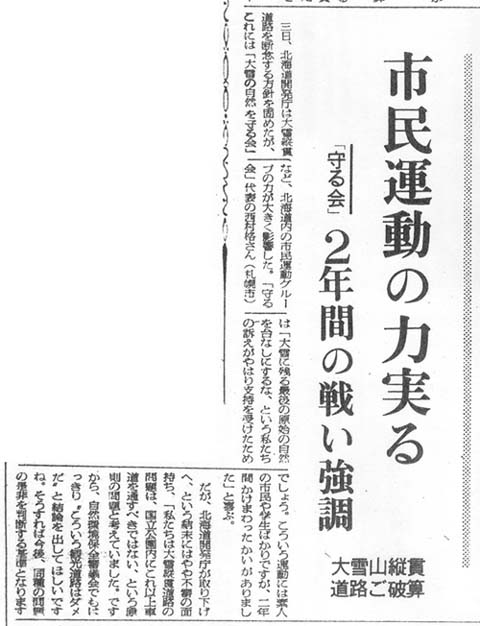 市民運動の力実る
「守る会」2年間の戦い強調
大雪山縦貫
道路ご破算
三日、北海道開発庁は大雪縦貫
道路を断念する方針を固めたが、
これには「大雪の自然を守る会」
など、北海道内の市民運動グルー
プの力が大きく影響した。「守る
会」代表の西村格さん（札幌市）
は「大雪に残る最後の原始の自然
を台なしにするな、という私たち
の訴えがやはり支持を受けたため
でしょう。こういう運動には素人
の市民や学生ばかりですが、二年
間かけまわったかいがありまし
た」と喜ぶ。
だが、北海道開発庁が取り下げ
へ、という結末にはやや不審の面
持ち。「私たちは大雪縦貫道路の
問題は、国立公園内にこれ以上車
道を通すべきではない、という原
則の問題と考えていました。です
から、自然環境保全審議会でもは
っきり"こういう観光道路はダメ
だ"と結論を出してほしいです
ね。そうすれば今後、同種の問題
の是非を判断する基準となります